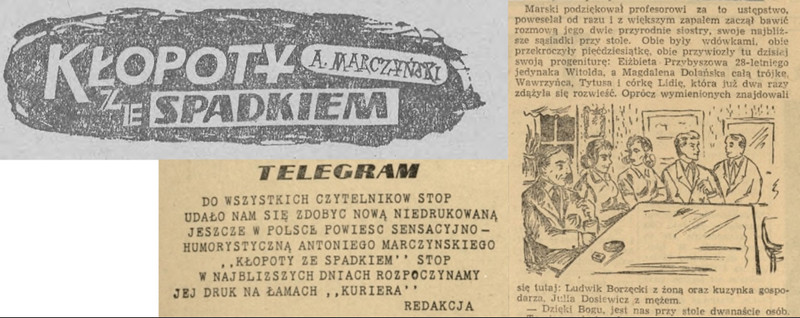 KŁOPOTY
ZE SPADKIEM
A. MARCZYŃSKI
TELEGRAM
DO WSZYSTKICH CZYTELNIKOW STOP
UDAŁO NAM SIĘ ZDOBYC NOWĄ NIEDRUKOWANĄ
JESZCZE W POLSCE POWIESC SENSACYJNO-
HUMORYSTYCZNĄ ANTONIEGO MARCZYNSKIEGO
,,KŁOPOTY ZE SPADKIEM'' STOP
W NAJBLIZSZYCH DNIACH ROZPOCZYNAMY
JEJ DRUK NA ŁAMACH ,,KURIERA''
REDAKCJA
Marski podziękował profesorowi za to ustępstwo,
poweselał od razu i z większym zapałem zaczął bawić
rozmową jego dwie przyrodnie siostry, swoje najbliż-
sze sąsiadki przy stole. Obie były wdówkami, obie
przekroczyły pięćdziesiątkę, obie przywiozły tu dzisiej
swoją progeniturę: Elżbieta Przybyszowa 28-letniego
jedynaka Witolda, a Magdalena Dolańska całą trójkę,
Wawrzyńca, Tytusa i córkę Lidię, która już dwa razy
zdążyła się rozwieść. Oprócz wymienionych znajdowali
się tutaj: Ludwik Borzęcki z żoną oraz kuzynka gospo-
darza, Julia Dosiewicz z mężem.
— Dzięki Bogu, jest nas przy stole dwanaście osób.